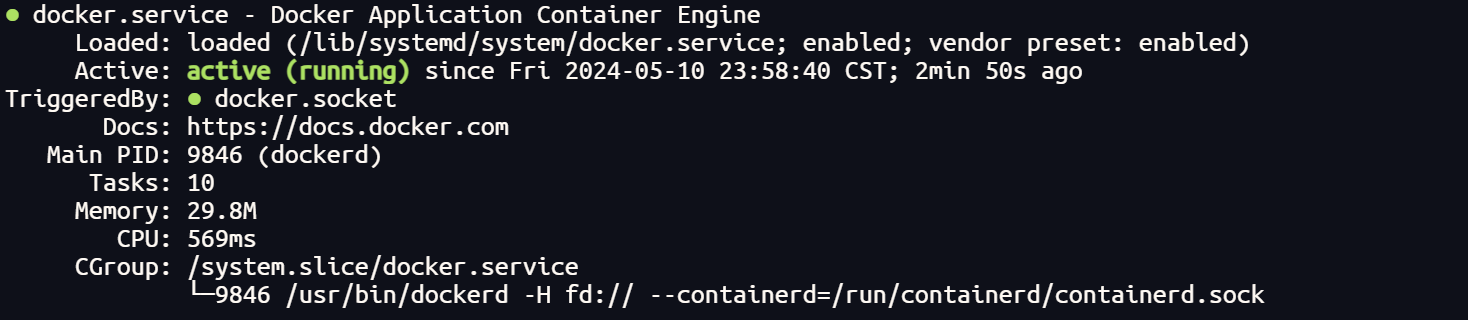 ● docker.service - Docker Application Container Engine
     Loaded: loaded (/lib/systemd/system/docker.service; enabled; vendor preset: enabled)
     Active: active (running) since Fri 2024-05-10 23:58:40 CST; 2min 50s ago
TriggeredBy: ● docker.socket
       Docs: https://docs.docker.com
   Main PID: 9846 (dockerd)
      Tasks: 10
     Memory: 29.8M
        CPU: 569ms
     CGroup: /system.slice/docker.service
             └─9846 /usr/bin/dockerd -H fd:// --containerd=/run/containerd/containerd.sock